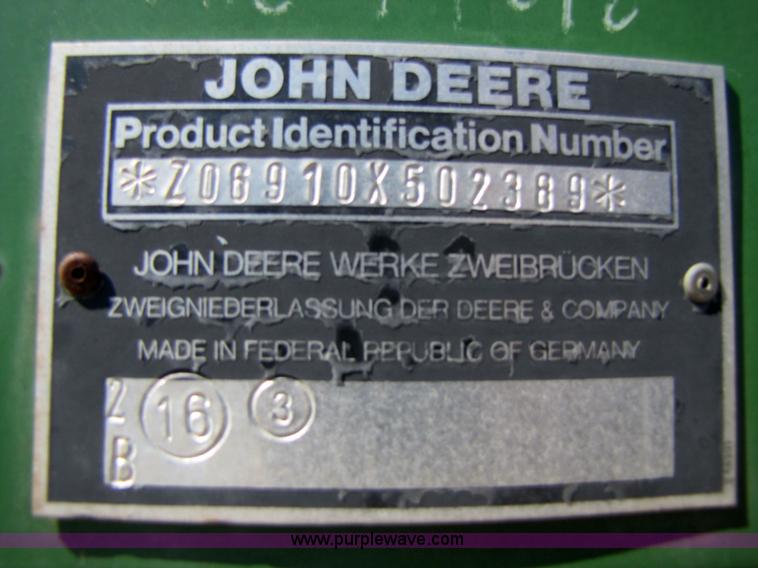 JOHN DEERE
Product Identification Number
*Z06910X502389*
JOHN DEERE WERKE ZWEIBRÜCKEN
ZWEIGNIEDERLASSUNG DER DEERE & COMPANY
MADE IN FEDERAL REPUBLIC OF GERMANY
2 16 3
B
www.purplewave.com